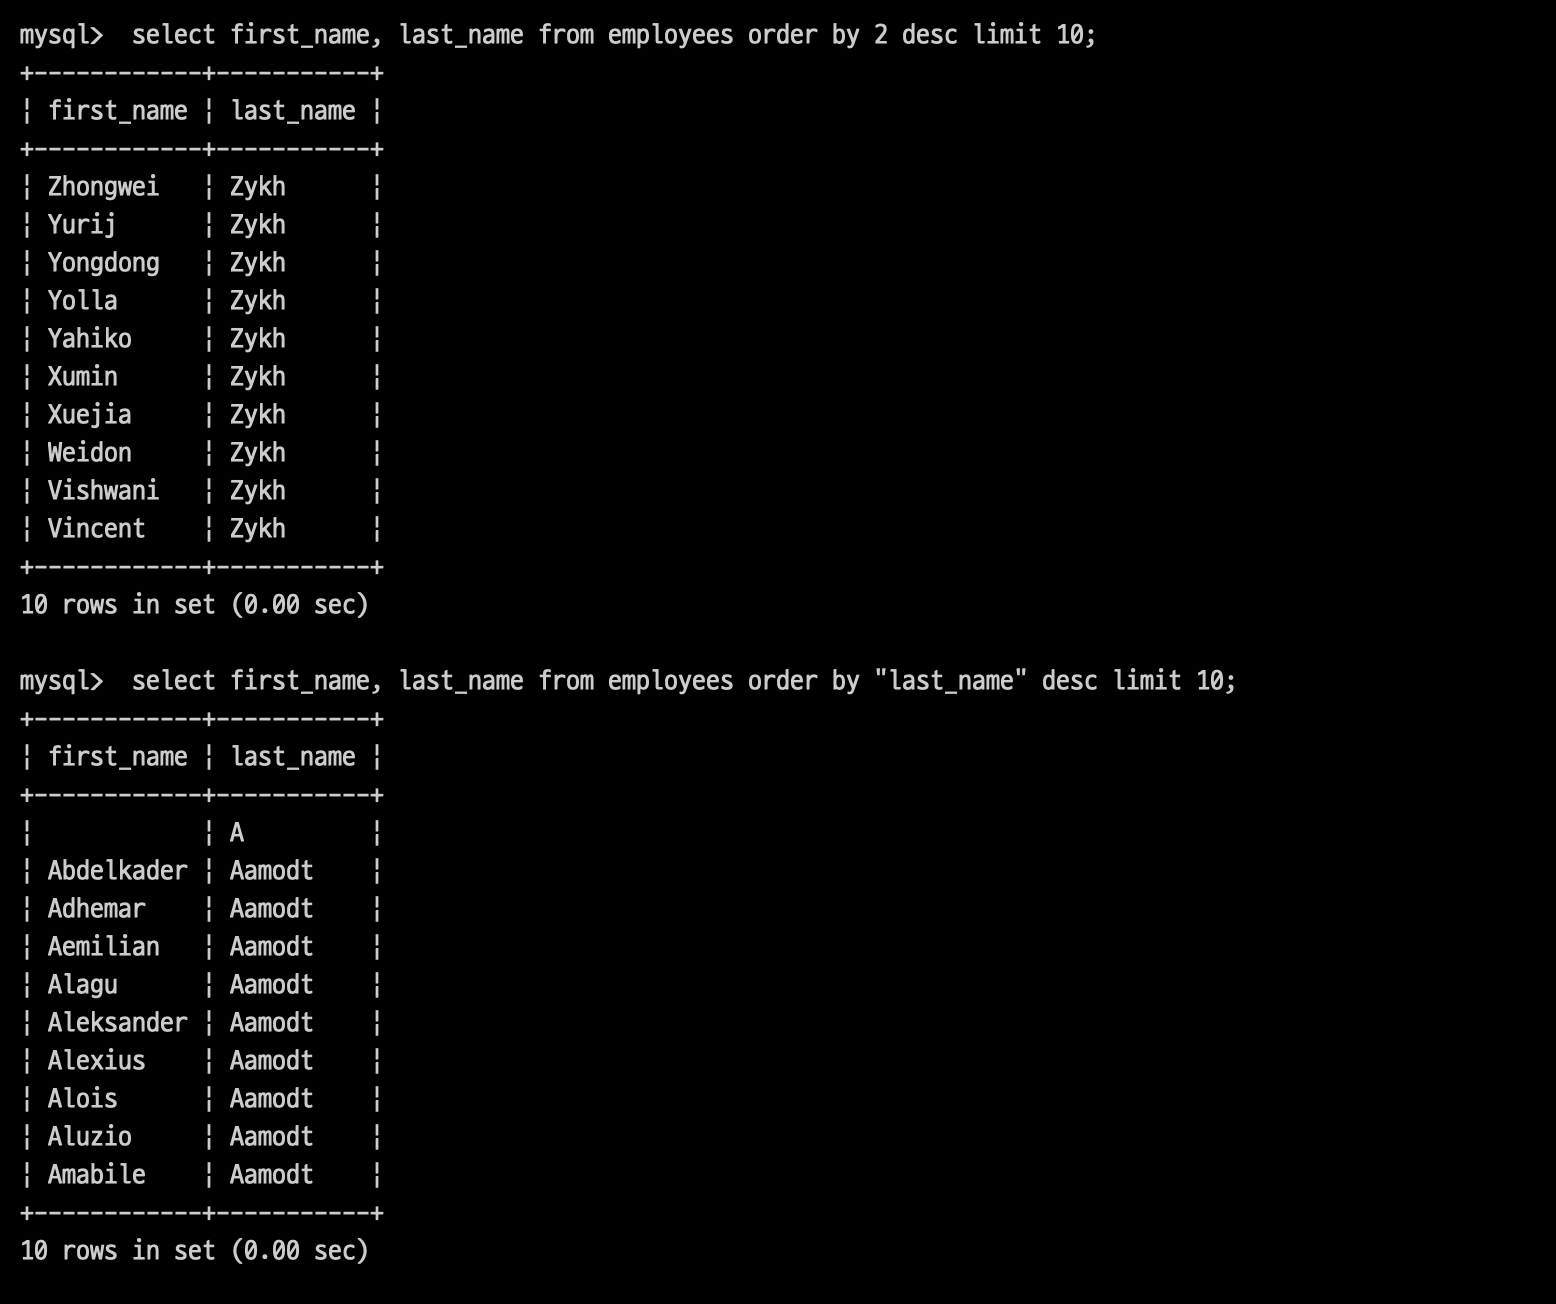 mysql>  select first_name, last_name from employees order by 2 desc limit 10;
+------------+-----------+
¦ first_name ¦ last_name ¦
+------------+-----------+
¦ Zhongwei   ¦ Zykh      ¦
¦ Yurij      ¦ Zykh      ¦
¦ Yongdong   ¦ Zykh      ¦
¦ Yolla      ¦ Zykh      ¦
¦ Yahiko     ¦ Zykh      ¦
¦ Xumin      ¦ Zykh      ¦
¦ Xuejia     ¦ Zykh      ¦
¦ Weidon     ¦ Zykh      ¦
¦ Vishwani   ¦ Zykh      ¦
¦ Vincent    ¦ Zykh      ¦
+------------+-----------+
10 rows in set (0.00 sec)

mysql>  select first_name, last_name from employees order by "last_name" desc limit 10;
+------------+-----------+
¦ first_name ¦ last_name ¦
+------------+-----------+
¦            ¦ A         ¦
¦ Abdelkader ¦ Aamodt    ¦
¦ Adhemar    ¦ Aamodt    ¦
¦ Aemilian   ¦ Aamodt    ¦
¦ Alagu      ¦ Aamodt    ¦
¦ Aleksander ¦ Aamodt    ¦
¦ Alexius    ¦ Aamodt    ¦
¦ Alois      ¦ Aamodt    ¦
¦ Aluzio     ¦ Aamodt    ¦
¦ Amabile    ¦ Aamodt    ¦
+------------+-----------+
10 rows in set (0.00 sec)